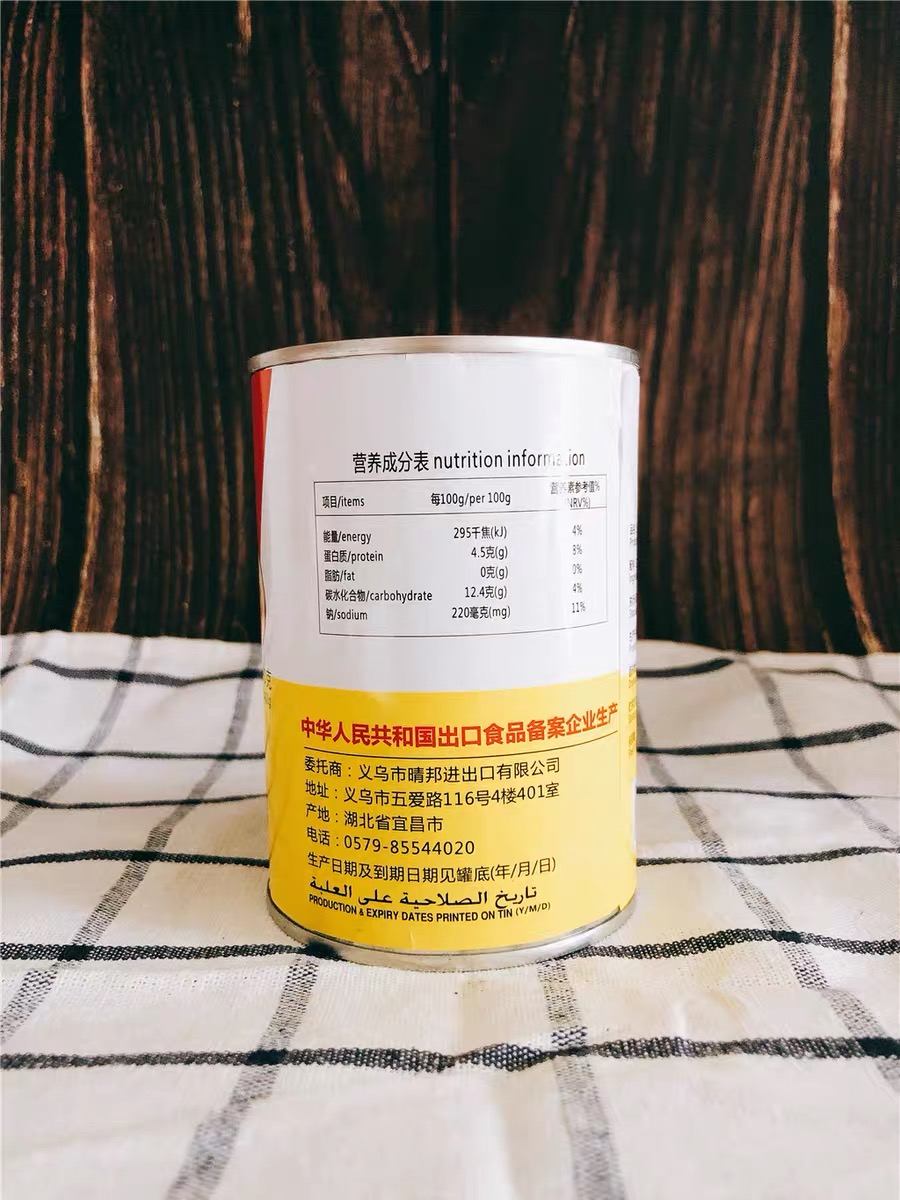 营养成分表 nutrition information
项目/items 每100g/per 100g 营养素参考值%
(NRV%)
能量/energy 295千焦(kJ) 4%
蛋白质/protein 4.5克(g) 8%
脂肪/fat 0克(g) 0%
碳水化合物/carbohydrate 12.4克(g) 4%
钠/sodium 220毫克(mg) 11%
中华人民共和国出口食品备案企业生产
委托商：义乌市晴邦进出口有限公司
地址：义乌市五爱路116号4楼401室
产地：湖北省宜昌市
电话：0579-85544020
生产日期及到期日期见罐底(年/月/日)
تاريخ الصلاحية على العلبة
PRODUCTION & EXPIRY DATES PRINTED ON TIN (Y/M/D)